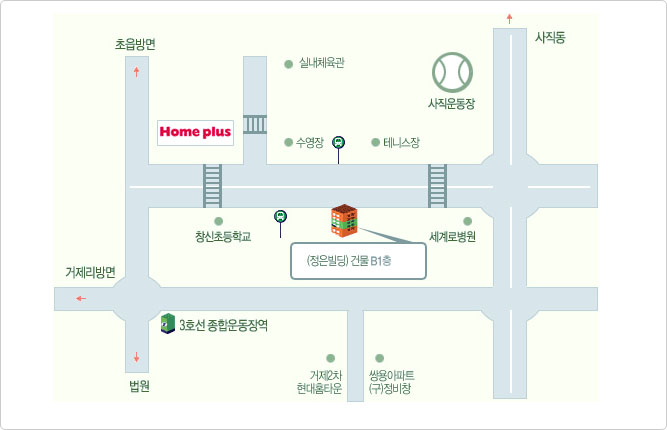 사직동
초읍방면
실내체육관
사직운동장
Home plus
수영장
테니스장
창신초등학교
세계로병원
(정은빌딩) 건물 B1층
거제리방면
3호선 종합운동장역
법원
거제2차
현대홈타운
쌍용아파트
(구)정비창